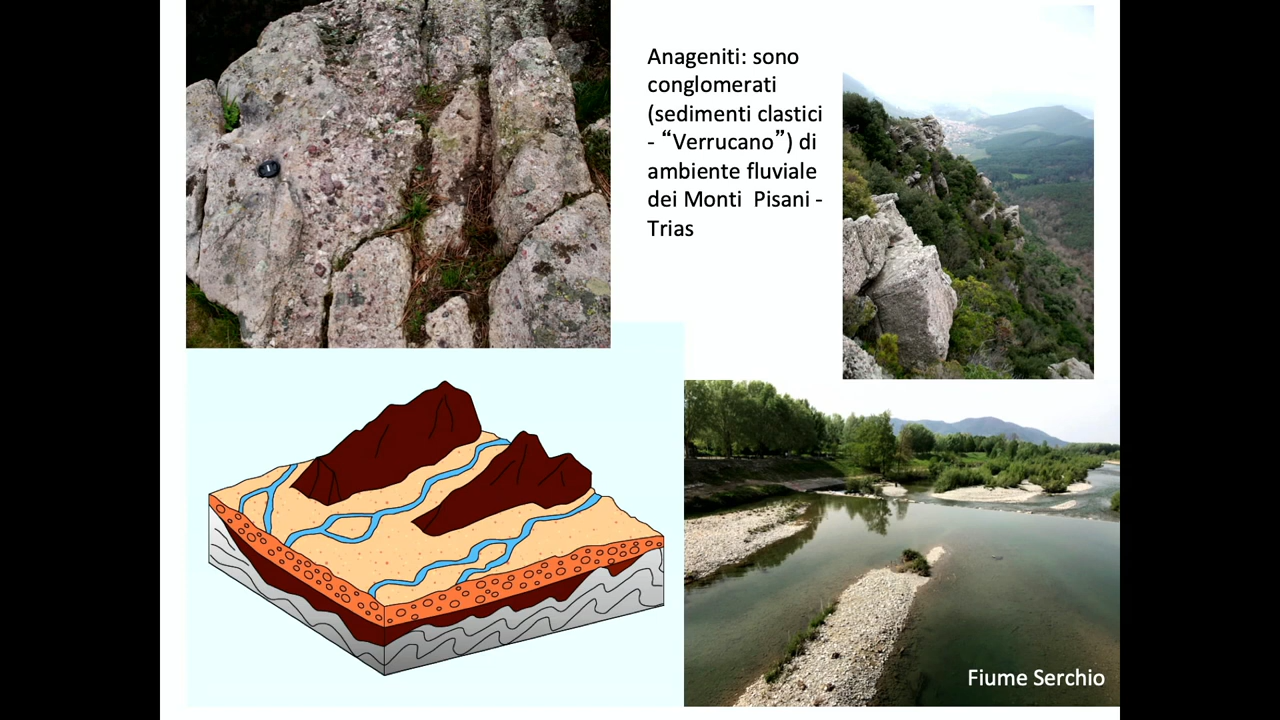 Anageniti: sono
conglomerati
(sedimenti clastici
- “Verrucano”) di
ambiente fluviale
dei Monti  Pisani -
Trias
Fiume Serchio